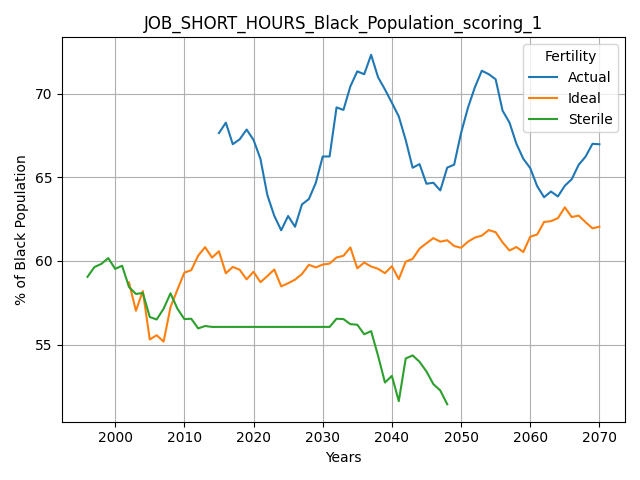 JOB_SHORT_HOURS_Black_Population_scoring_1
Fertility
Actual
Ideal
Sterile
% of Black Population
70
65
60
55
2000 2010 2020 2030 2040 2050 2060 2070
Years